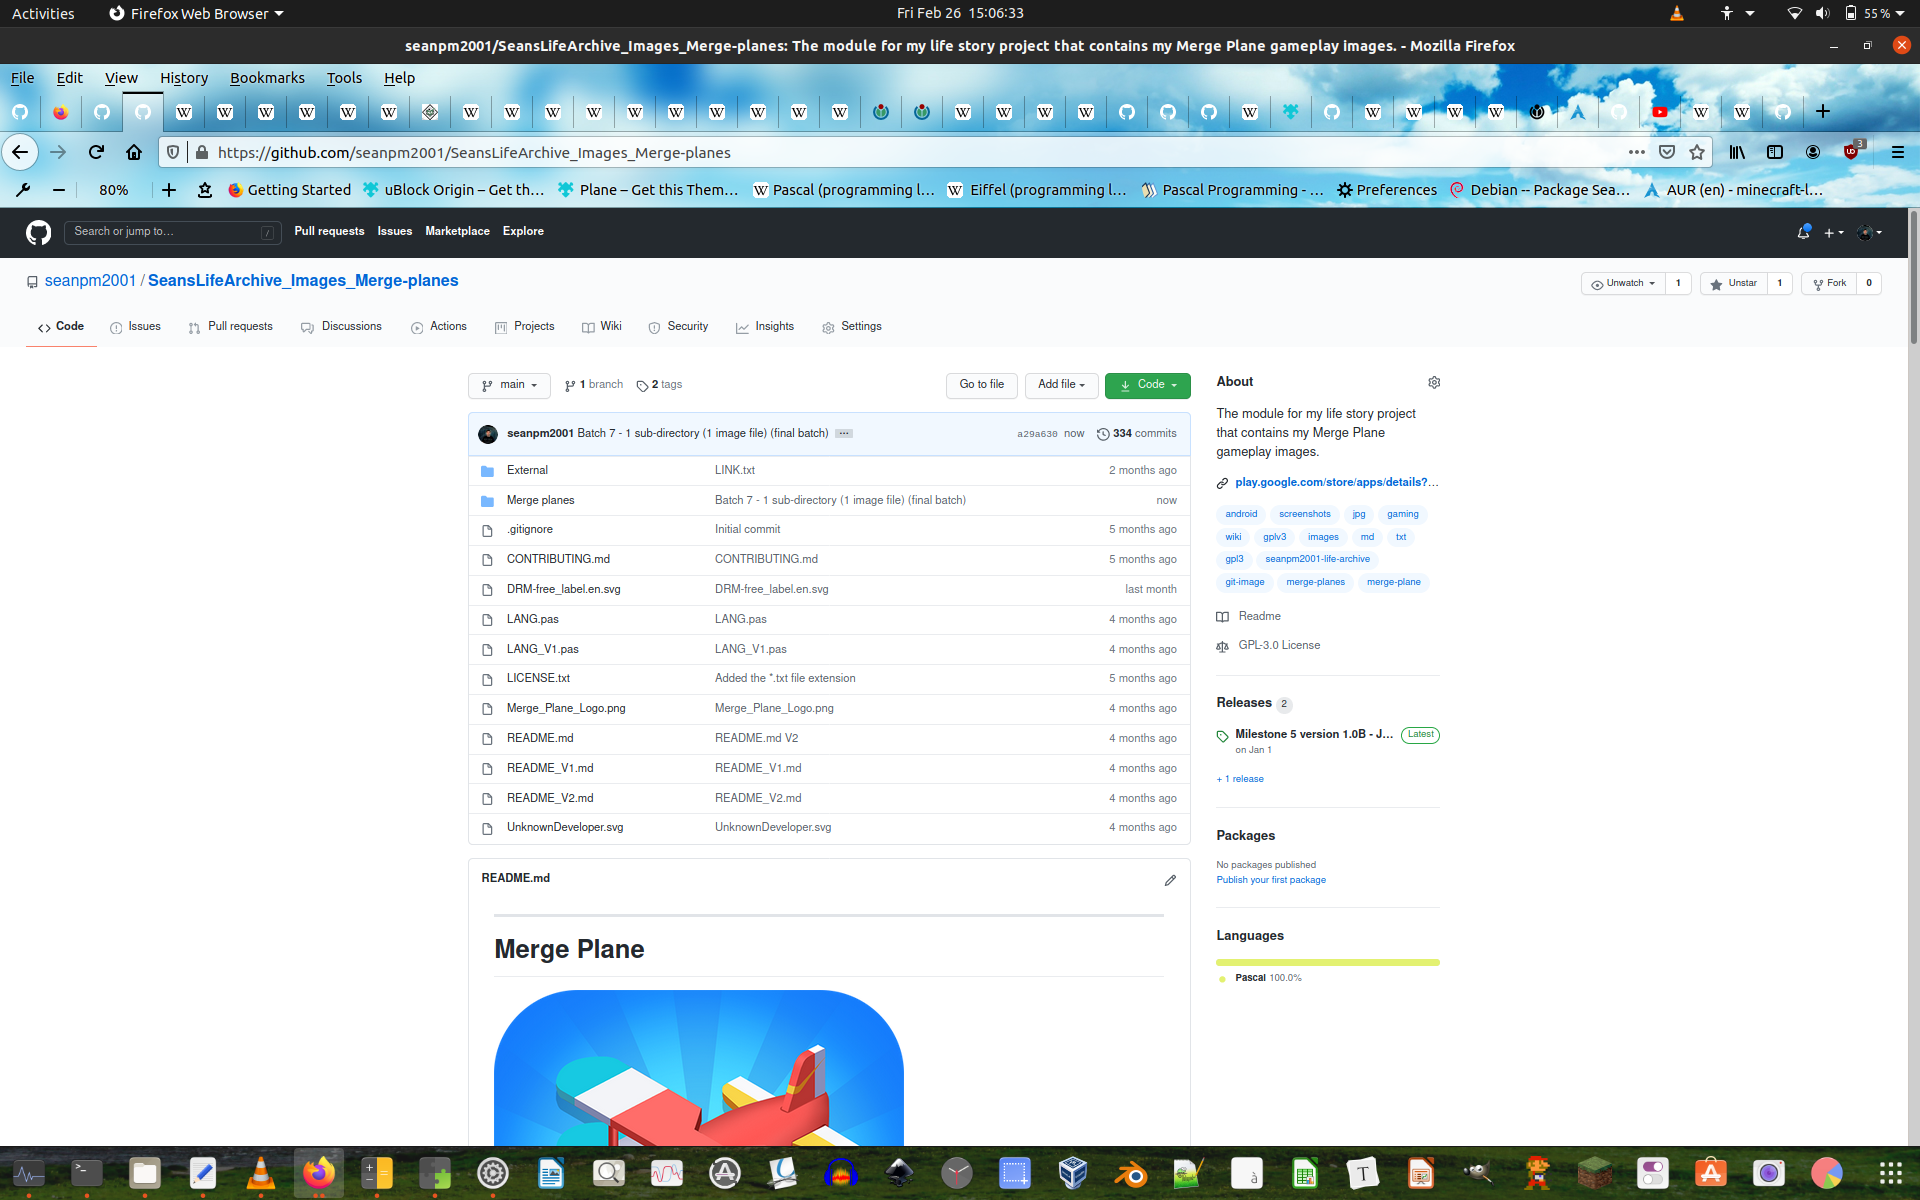 Activities Firefox Web Browser Fri Feb 26 15:06:33 55 %
seanpm2001/SeansLifeArchive_Images_Merge-planes: The module for my life story project that contains my Merge Plane gameplay images. - Mozilla Firefox
File Edit View History Bookmarks Tools Help
https://github.com/seanpm2001/SeansLifeArchive_Images_Merge-planes 3
80% Getting Started uBlock Origin – Get th… Plane – Get this Them… Pascal (programming l… Eiffel (programming l… Pascal Programming - … Preferences Debian -- Package Sea… AUR (en) - minecraft-l…
Search or jump to… / Pull requests Issues Marketplace Explore
seanpm2001 / SeansLifeArchive_Images_Merge-planes Unwatch 1 Unstar 1 Fork 0
Code Issues Pull requests Discussions Actions Projects Wiki Security Insights Settings
main 1 branch 2 tags Go to file Add file Code
seanpm2001 Batch 7 - 1 sub-directory (1 image file) (final batch) … a29a630 now 334 commits
External LINK.txt 2 months ago
Merge planes Batch 7 - 1 sub-directory (1 image file) (final batch) now
.gitignore Initial commit 5 months ago
CONTRIBUTING.md CONTRIBUTING.md 5 months ago
DRM-free_label.en.svg DRM-free_label.en.svg last month
LANG.pas LANG.pas 4 months ago
LANG_V1.pas LANG_V1.pas 4 months ago
LICENSE.txt Added the *.txt file extension 5 months ago
Merge_Plane_Logo.png Merge_Plane_Logo.png 4 months ago
README.md README.md V2 4 months ago
README_V1.md README_V1.md 4 months ago
README_V2.md README_V2.md 4 months ago
UnknownDeveloper.svg UnknownDeveloper.svg 4 months ago
README.md
Merge Plane
About
The module for my life story project
that contains my Merge Plane
gameplay images.
play.google.com/store/apps/details?…
android screenshots jpg gaming
wiki gplv3 images md txt
gpl3 seanpm2001-life-archive
git-image merge-planes merge-plane
Readme
GPL-3.0 License
Releases 2
Milestone 5 version 1.0B - J… Latest
on Jan 1
+ 1 release
Packages
No packages published
Publish your first package
Languages
Pascal 100.0%